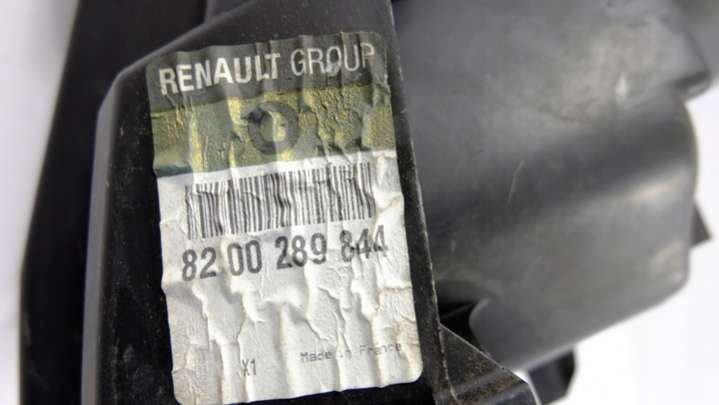 RENAULT GROUP
82 00 289 844
X1 Made in France